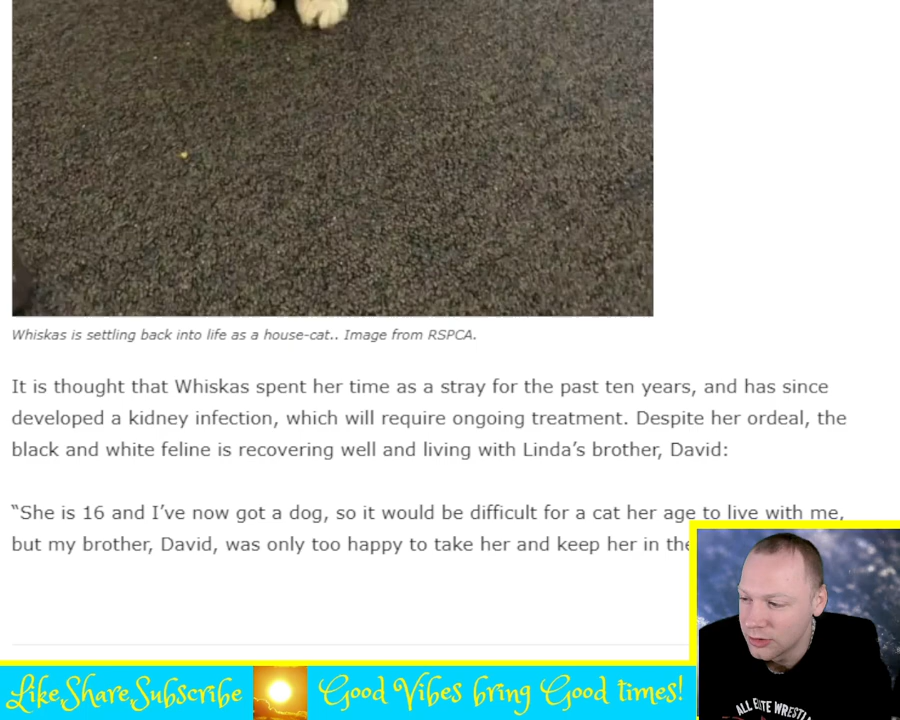 Whiskas is settling back into life as a house-cat.. Image from RSPCA.
It is thought that Whiskas spent her time as a stray for the past ten years, and has since
developed a kidney infection, which will require ongoing treatment. Despite her ordeal, the
black and white feline is recovering well and living with Linda’s brother, David:
“She is 16 and I’ve now got a dog, so it would be difficult for a cat her age to live with me,
but my brother, David, was only too happy to take her and keep her in the
Like,Share,Subscribe
Good Vibes bring Good times!
ALL ELITE WRESTL